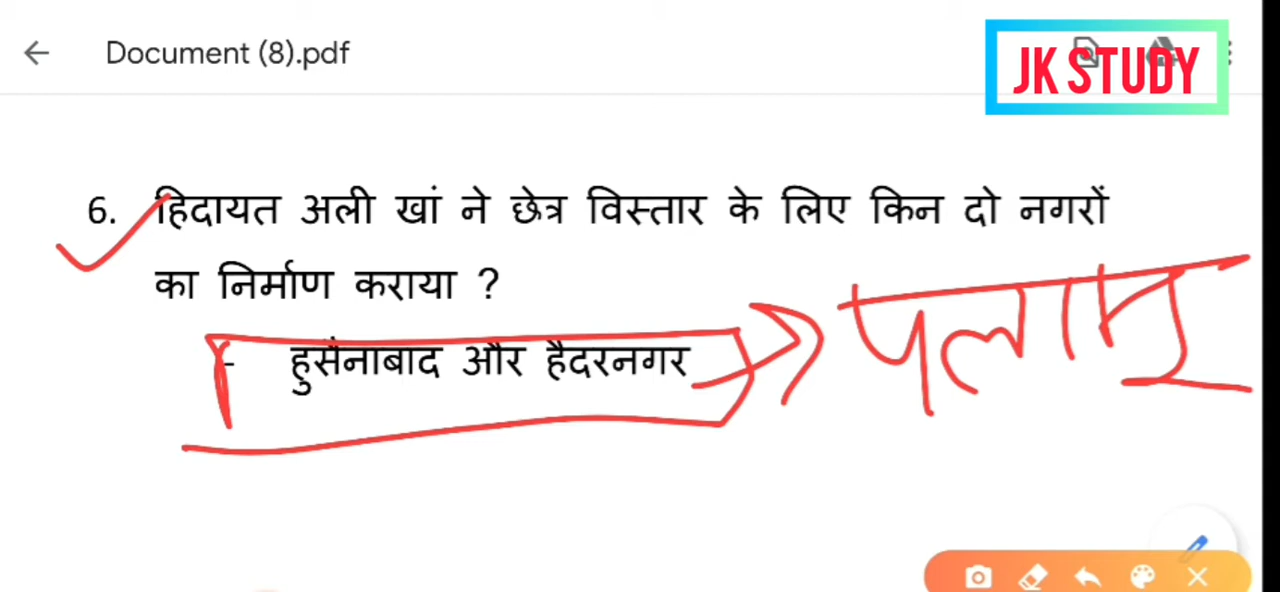 Document (8).pdf
JK STUDY
6. हिदायत अली खां ने छेत्र विस्तार के लिए किन दो नगरों
का निर्माण कराया ?
- हुसैनाबाद और हैदरनगर
पलामू